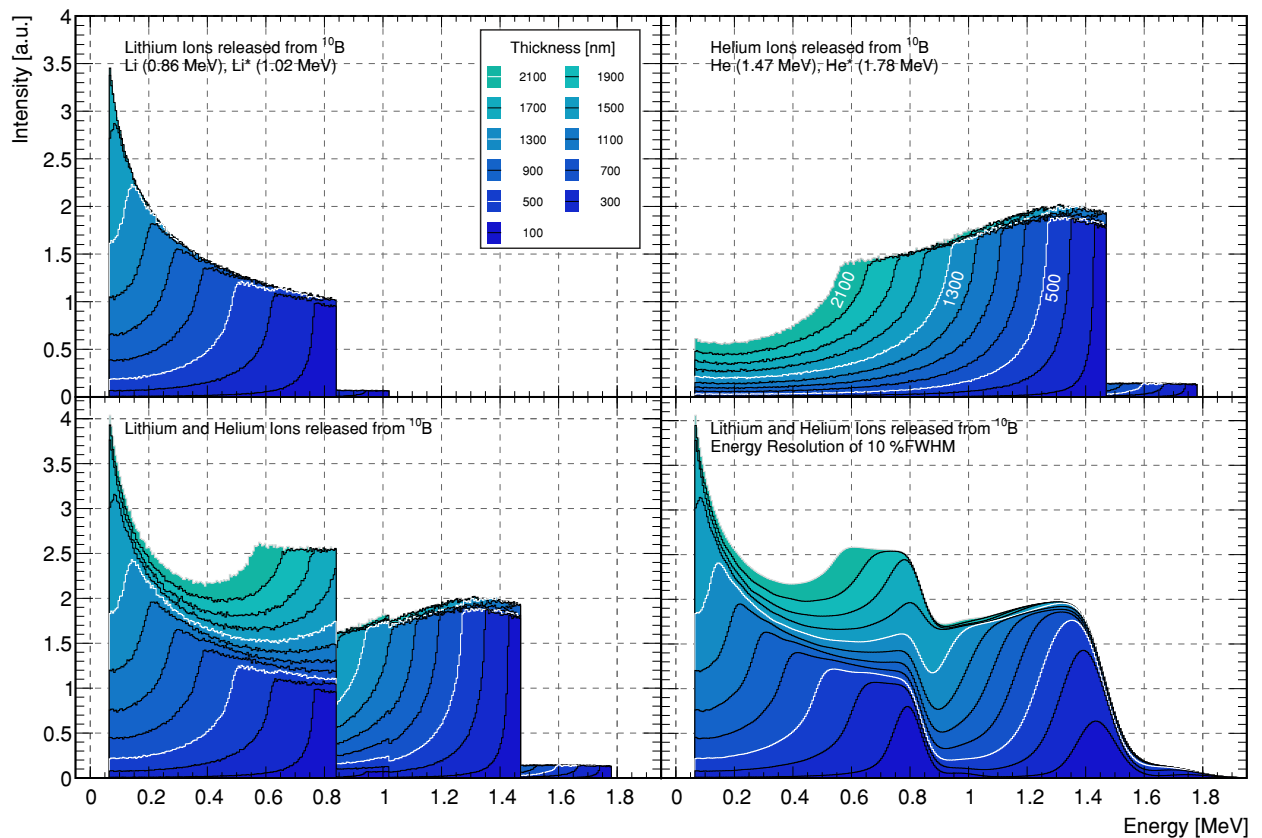 Intensity [a.u.]
4
3.5
3
2.5
2
1.5
1
0.5
0
Lithium Ions released from ¹⁰B
Li (0.86 MeV), Li* (1.02 MeV)
Thickness [nm]
2100 1900
1700 1500
1300 1100
900 700
500 300
100
Helium Ions released from ¹⁰B
He (1.47 MeV), He* (1.78 MeV)
2100
1300
500
4
3.5
3
2.5
2
1.5
1
0.5
0
Lithium and Helium Ions released from ¹⁰B
0 0.2 0.4 0.6 0.8 1 1.2 1.4 1.6 1.8
Lithium and Helium Ions released from ¹⁰B
Energy Resolution of 10 %FWHM
0 0.2 0.4 0.6 0.8 1 1.2 1.4 1.6 1.8
Energy [MeV]